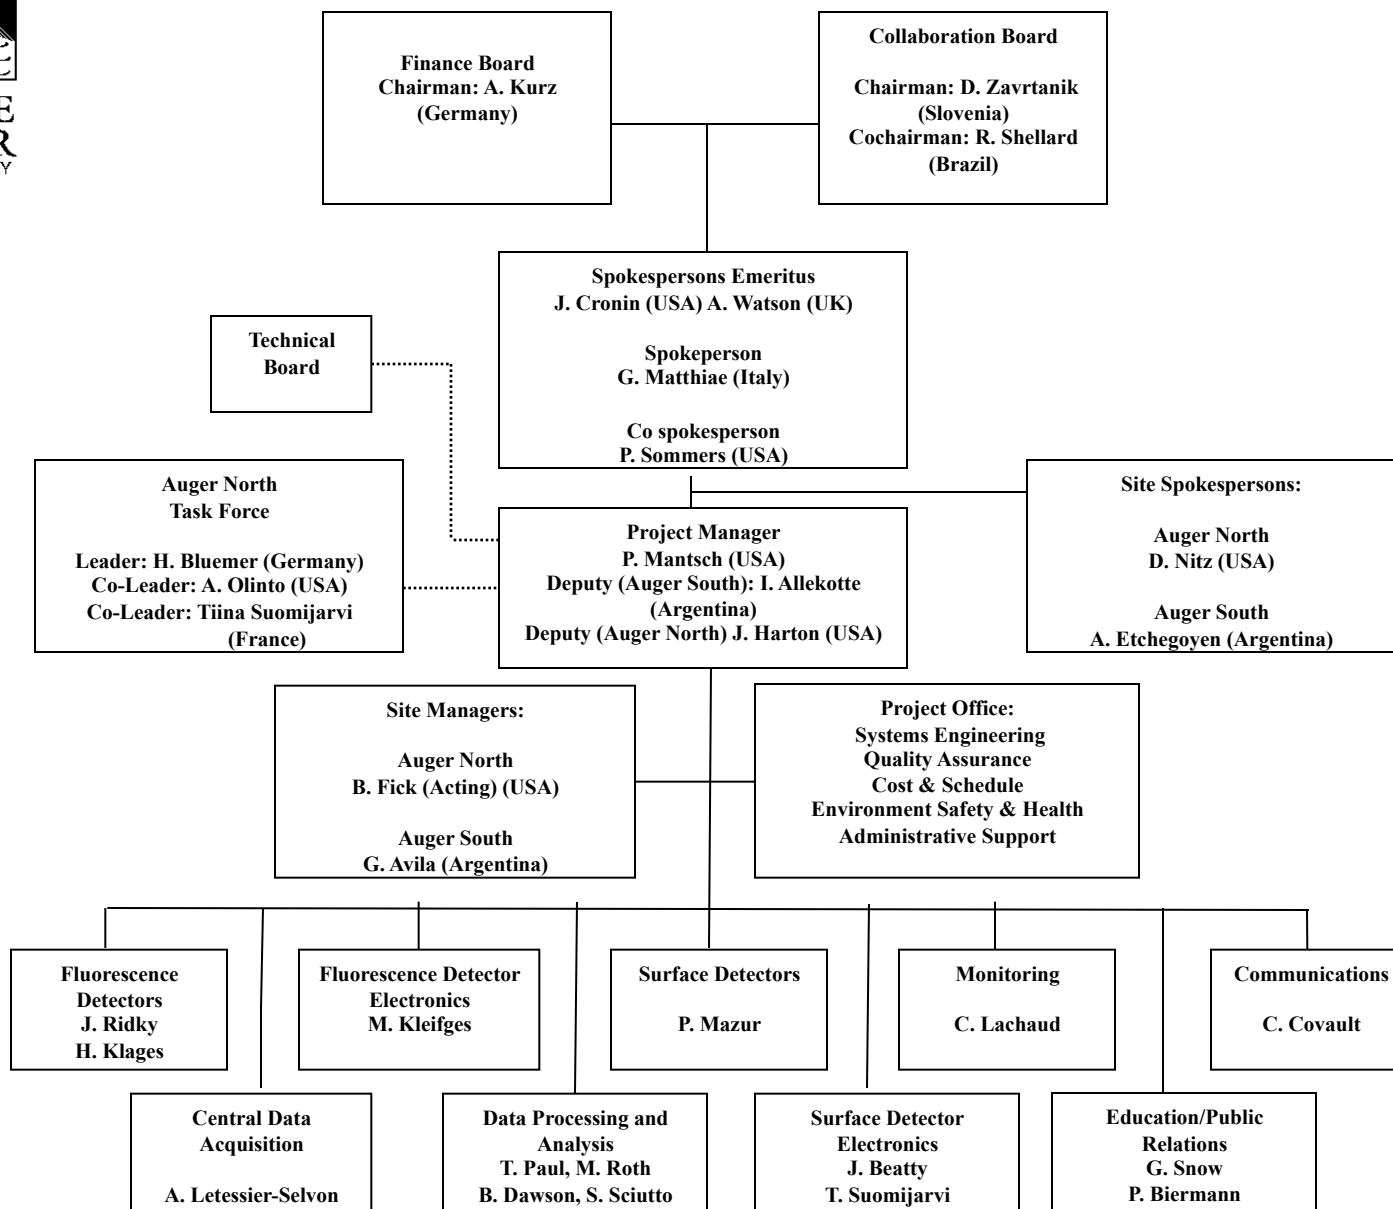 Finance Board
Chairman: A. Kurz
(Germany)
Collaboration Board
Chairman: D. Zavrtanik
(Slovenia)
Cochairman: R. Shellard
(Brazil)
Spokespersons Emeritus
J. Cronin (USA) A. Watson (UK)
Spokeperson
G. Matthiae (Italy)
Co spokesperson
P. Sommers (USA)
Technical
Board
Auger North
Task Force
Leader: H. Bluemer (Germany)
Co-Leader: A. Olinto (USA)
Co-Leader: Tiina Suomijarvi
(France)
Project Manager
P. Mantsch (USA)
Deputy (Auger South): I. Allekotte
(Argentina)
Deputy (Auger North) J. Harton (USA)
Site Spokespersons:
Auger North
D. Nitz (USA)
Auger South
A. Etchegoyen (Argentina)
Site Managers:
Auger North
B. Fick (Acting) (USA)
Auger South
G. Avila (Argentina)
Project Office:
Systems Engineering
Quality Assurance
Cost & Schedule
Environment Safety & Health
Administrative Support
Fluorescence
Detectors
J. Ridky
H. Klages
Fluorescence Detector
Electronics
M. Kleifges
Surface Detectors
P. Mazur
Monitoring
C. Lachaud
Communications
C. Covault
Central Data
Acquisition
A. Letessier-Selvon
Data Processing and
Analysis
T. Paul, M. Roth
B. Dawson, S. Sciutto
Surface Detector
Electronics
J. Beatty
T. Suomijarvi
Education/Public
Relations
G. Snow
P. Biermann